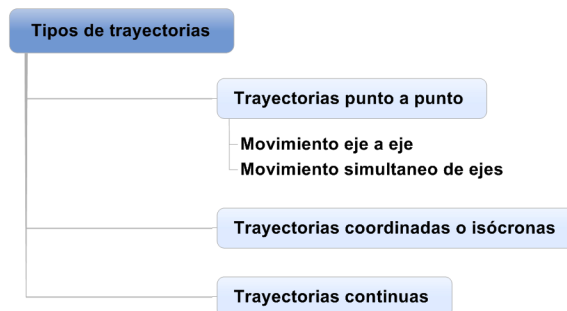 Tipos de trayectorias
Trayectorias punto a punto
Movimiento eje a eje
Movimiento simultaneo de ejes
Trayectorias coordinadas o isócronas
Trayectorias continuas